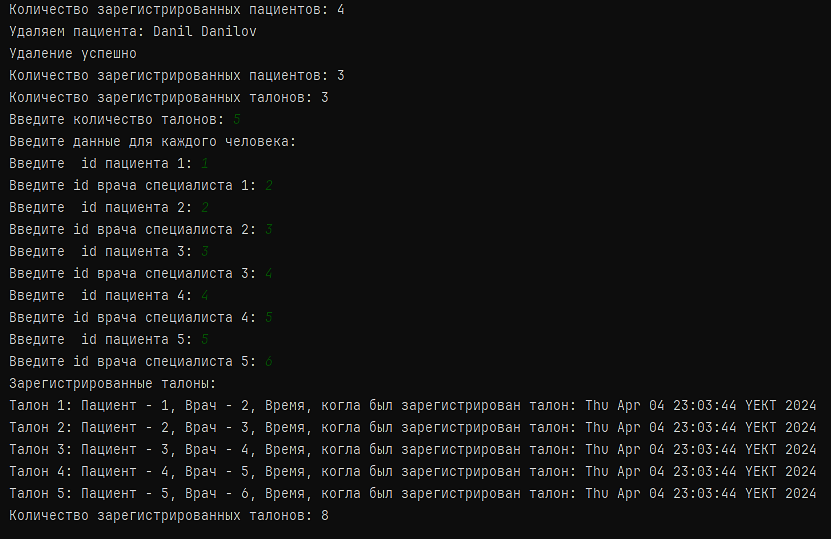 Количество зарегистрированных пациентов: 4
Удаляем пациента: Danil Danilov
Удаление успешно
Количество зарегистрированных пациентов: 3
Количество зарегистрированных талонов: 3
Введите количество талонов: 5
Введите данные для каждого человека:
Введите  id пациента 1: 1
Введите id врача специалиста 1: 2
Введите  id пациента 2: 2
Введите id врача специалиста 2: 3
Введите  id пациента 3: 3
Введите id врача специалиста 3: 4
Введите  id пациента 4: 4
Введите id врача специалиста 4: 5
Введите  id пациента 5: 5
Введите id врача специалиста 5: 6
Зарегистрированные талоны:
Талон 1: Пациент - 1, Врач - 2, Время, когла был зарегистрирован талон: Thu Apr 04 23:03:44 YEKT 2024
Талон 2: Пациент - 2, Врач - 3, Время, когла был зарегистрирован талон: Thu Apr 04 23:03:44 YEKT 2024
Талон 3: Пациент - 3, Врач - 4, Время, когла был зарегистрирован талон: Thu Apr 04 23:03:44 YEKT 2024
Талон 4: Пациент - 4, Врач - 5, Время, когла был зарегистрирован талон: Thu Apr 04 23:03:44 YEKT 2024
Талон 5: Пациент - 5, Врач - 6, Время, когла был зарегистрирован талон: Thu Apr 04 23:03:44 YEKT 2024
Количество зарегистрированных талонов: 8